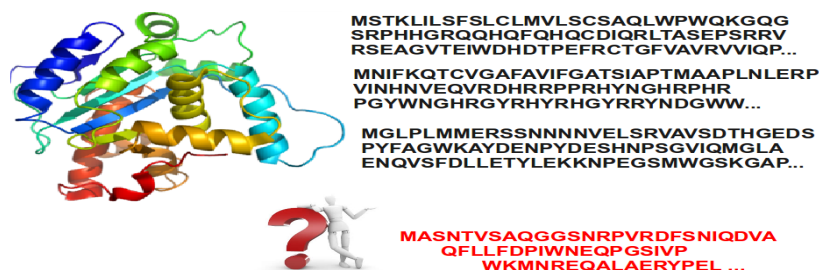 MSTKLILSFSLCLMVLSCSAQLWPWQKGQG
SRPHHGRQQHQFQHQCDIQRLTASEPSRRV
RSEAGVTEIWDHDTPEFRCTGFVAVRVVIQP...
MNIFKQTCVGAFAVIFGATSIAPTMAAPLNLERP
VINHNVEQVRDHRRPPRHYNGHRPHR
PGYWNGHRGYRHYRHGYRRYNDGWW...
MGLPLMMERSSNNNNVELSRVAVSDTHGEDS
PYFAGWKAYDENPYDESHNPSGVIQMGLA
ENQVSFDLLETYLEKKNPEGSMWGSKGAP...
MASNTVSAQGGSNRPVRDFSNIQDVA
QFLLFDPIWNEQPGSIVP
WKMNREQALAERYPEL ...